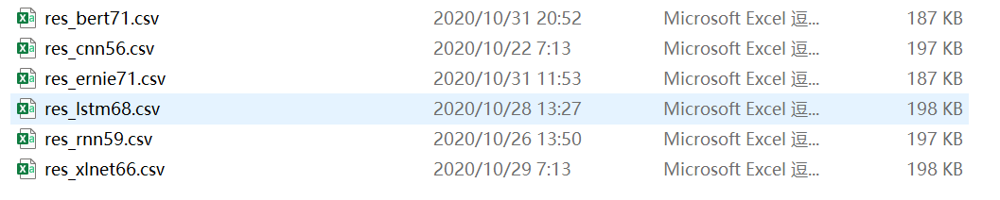 res_bert71.csv 2020/10/31 20:52 Microsoft Excel 逗... 187 KB
res_cnn56.csv 2020/10/22 7:13 Microsoft Excel 逗... 197 KB
res_ernie71.csv 2020/10/31 11:53 Microsoft Excel 逗... 187 KB
res_lstm68.csv 2020/10/28 13:27 Microsoft Excel 逗... 198 KB
res_rnn59.csv 2020/10/26 13:50 Microsoft Excel 逗... 197 KB
res_xlnet66.csv 2020/10/29 7:13 Microsoft Excel 逗... 198 KB